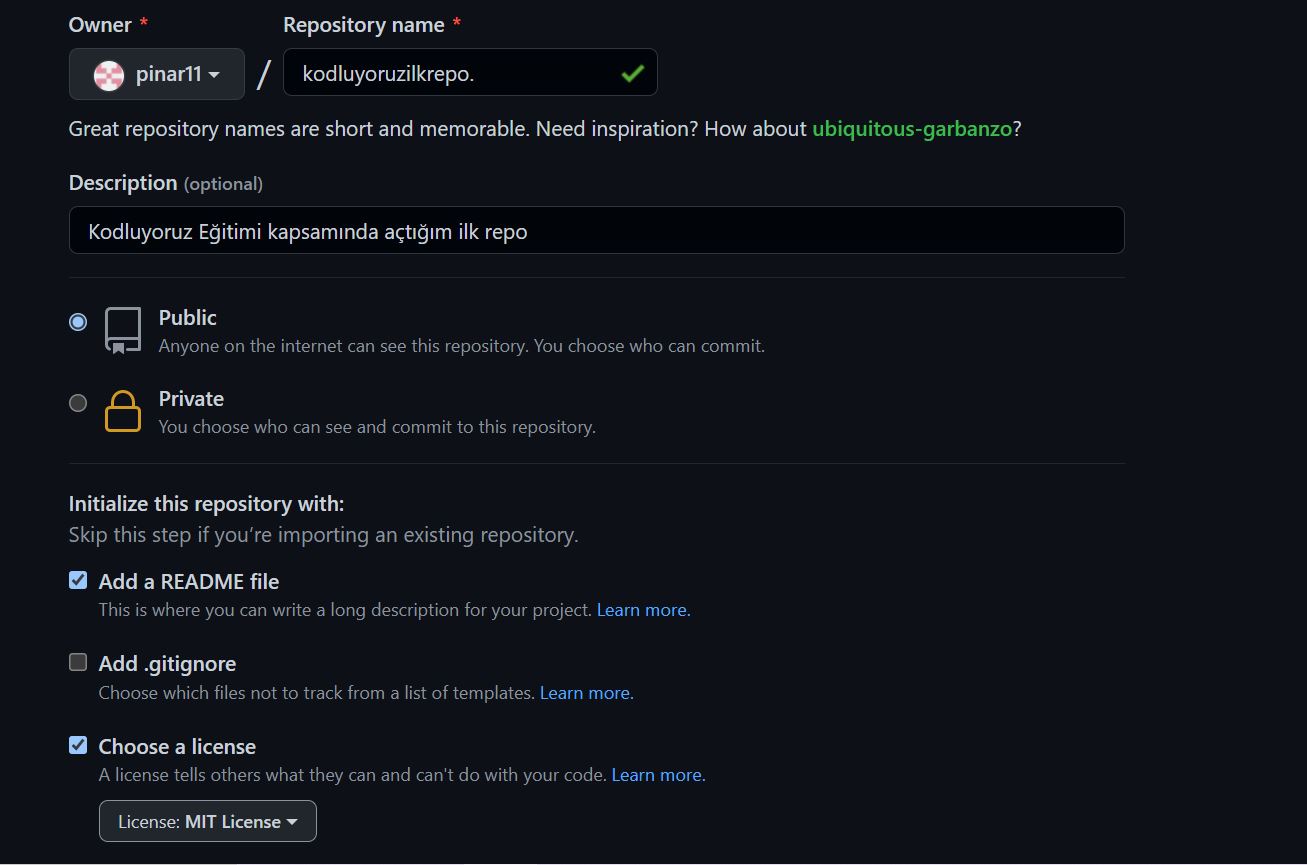 Owner * Repository name *
pinar11 / kodluyoruzilkrepo.
Great repository names are short and memorable. Need inspiration? How about ubiquitous-garbanzo?
Description (optional)
Kodluyoruz Eğitimi kapsamında açtığım ilk repo
Public
Anyone on the internet can see this repository. You choose who can commit.
Private
You choose who can see and commit to this repository.
Initialize this repository with:
Skip this step if you’re importing an existing repository.
Add a README file
This is where you can write a long description for your project. Learn more.
Add .gitignore
Choose which files not to track from a list of templates. Learn more.
Choose a license
A license tells others what they can and can't do with your code. Learn more.
License: MIT License